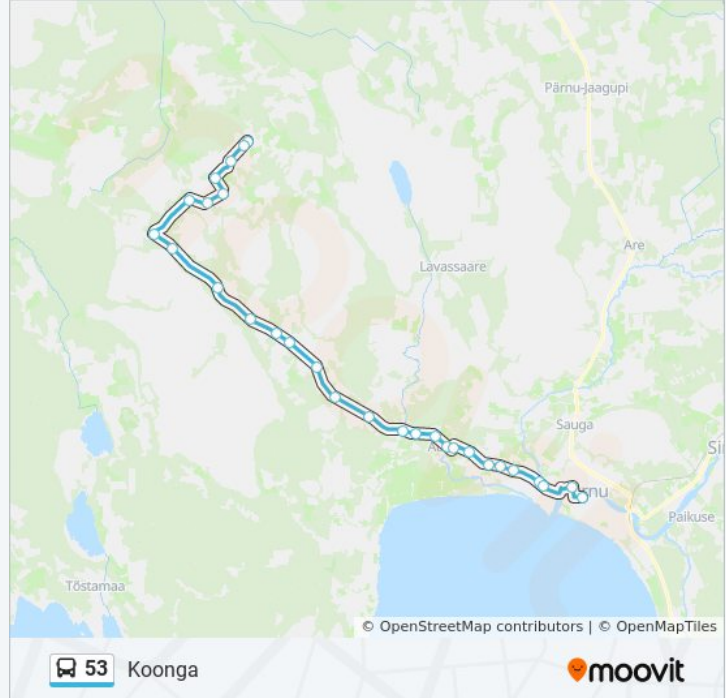 Pärnu-Jaagupi
Are
Lavassaare
Sauga
Paikuse
Tõstamaa
© OpenStreetMap contributors | © OpenMapTiles
53 Koonga
moovit